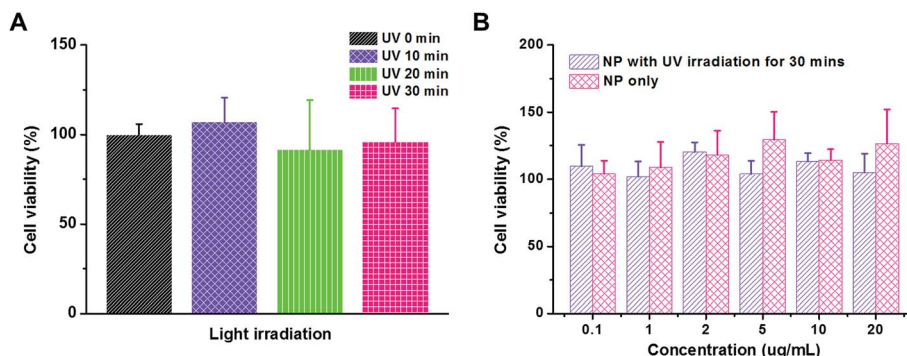 A
Cell viability (%)
150
100
50
0
UV 0 min
UV 10 min
UV 20 min
UV 30 min
Light irradiation
B
Cell viability (%)
200
150
100
50
0
NP with UV irradiation for 30 mins
NP only
0.1 1 2 5 10 20
Concentration (ug/mL)